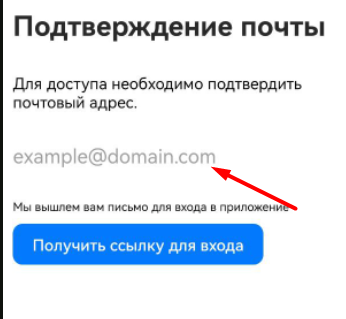 Подтверждение почты
Для доступа необходимо подтвердить
почтовый адрес.
example@domain.com
Мы вышлем вам письмо для входа в приложение
Получить ссылку для входа